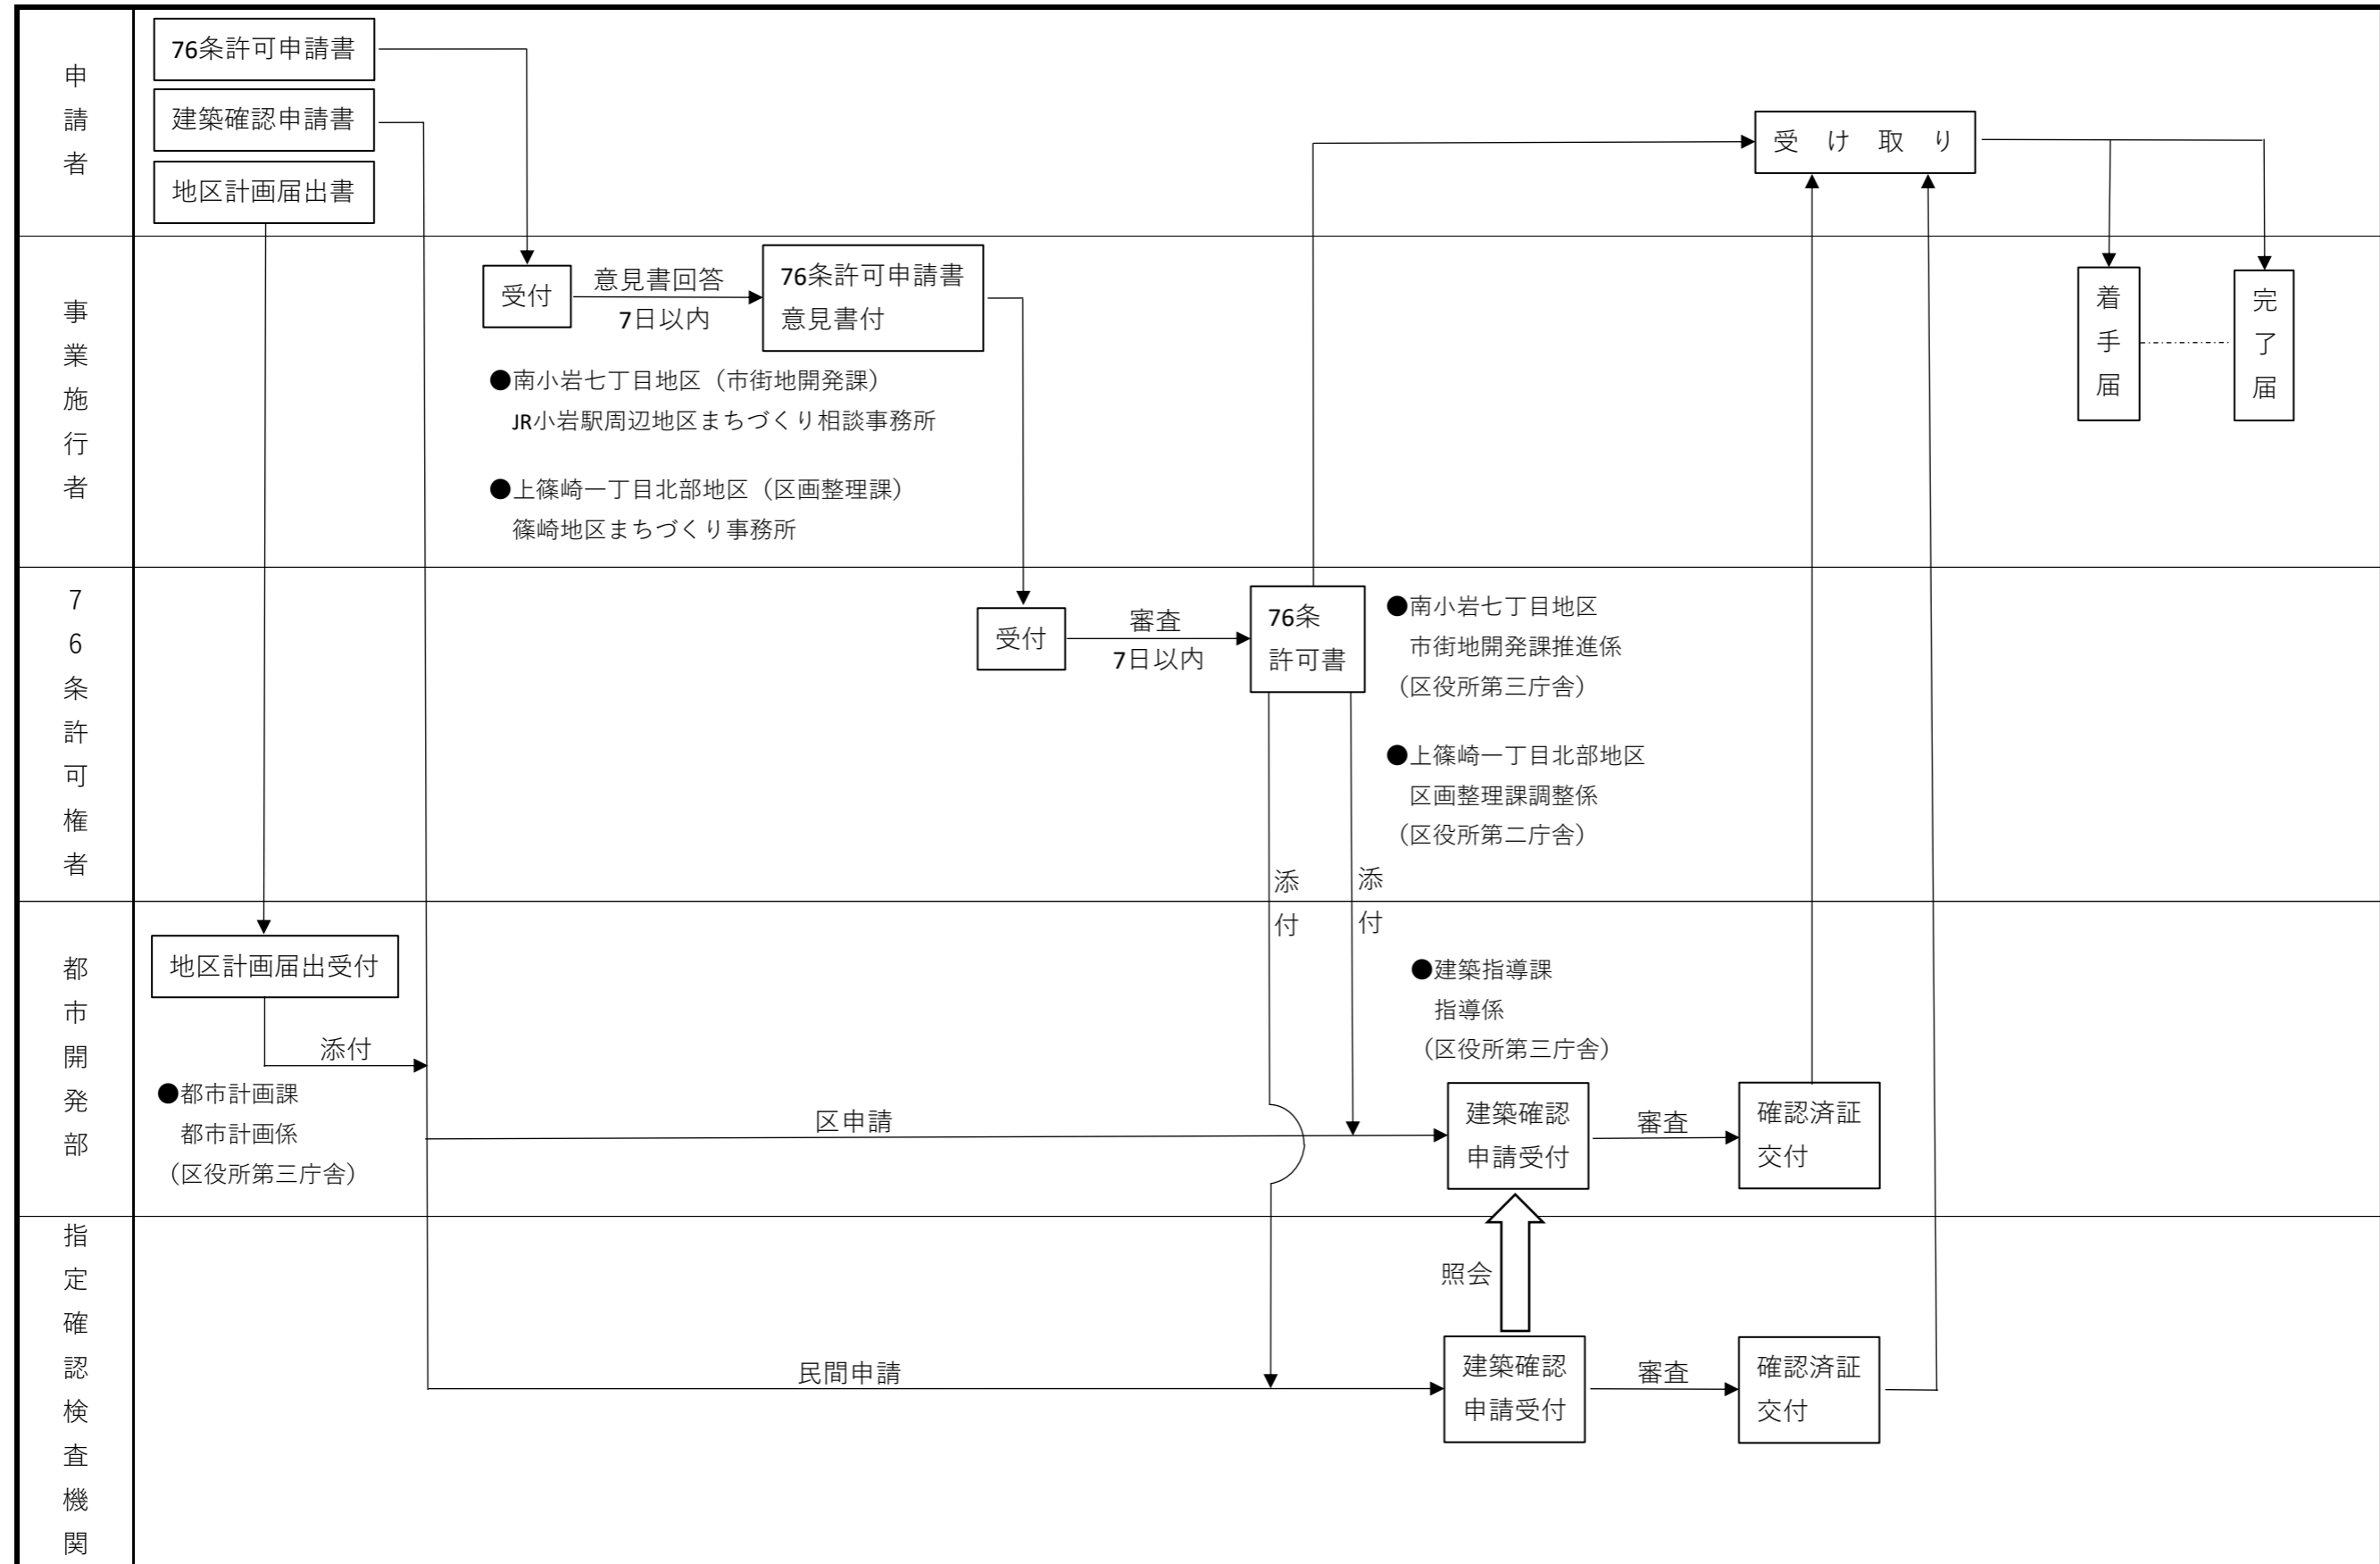 申請者
76条許可申請書
建築確認申請書
地区計画届出書
受け取り
事業施行者
受付
意見書回答
7日以内
76条許可申請書
意見書付
●南小岩七丁目地区（市街地開発課）
JR小岩駅周辺地区まちづくり相談事務所
●上篠崎一丁目北部地区（区画整理課）
篠崎地区まちづくり事務所
着手届
完了届
76条許可権者
受付
審査
7日以内
76条
許可書
●南小岩七丁目地区
市街地開発課推進係
（区役所第三庁舎）
●上篠崎一丁目北部地区
区画整理課調整係
（区役所第二庁舎）
添付
添付
都市開発部
地区計画届出受付
添付
●都市計画課
都市計画係
（区役所第三庁舎）
区申請
●建築指導課
指導係
（区役所第三庁舎）
建築確認
申請受付
審査
確認済証
交付
指定確認検査機関
照会
民間申請
建築確認
申請受付
審査
確認済証
交付